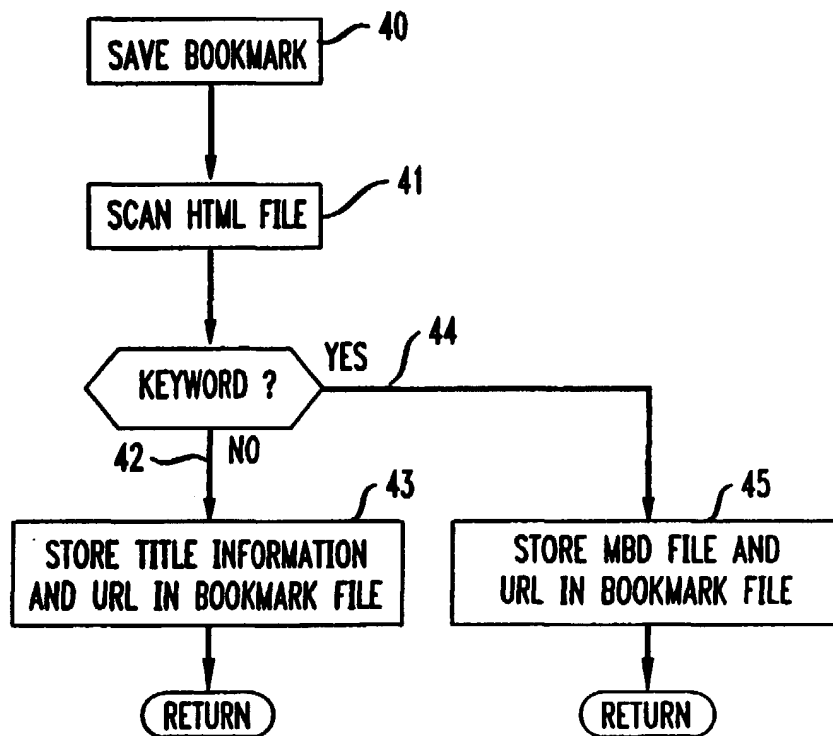 SAVE BOOKMARK
40
SCAN HTML FILE
41
KEYWORD ?
YES
44
42
NO
43
STORE TITLE INFORMATION
AND URL IN BOOKMARK FILE
45
STORE MBD FILE AND
URL IN BOOKMARK FILE
RETURN
RETURN